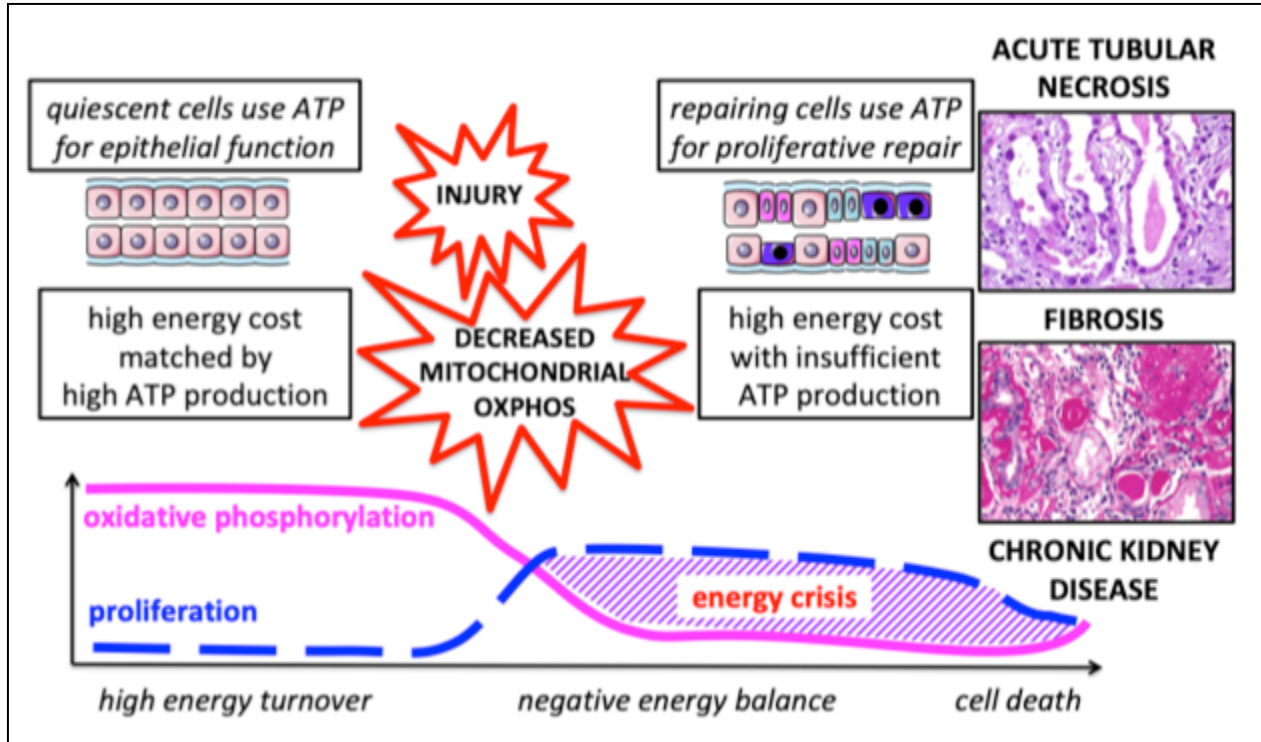 quiescent cells use ATP
for epithelial function
high energy cost
matched by
high ATP production
INJURY
DECREASED
MITOCHONDRIAL
OXPHOS
repairing cells use ATP
for proliferative repair
high energy cost
with insufficient
ATP production
ACUTE TUBULAR
NECROSIS
FIBROSIS
CHRONIC KIDNEY
DISEASE
oxidative phosphorylation
proliferation
energy crisis
high energy turnover
negative energy balance
cell death